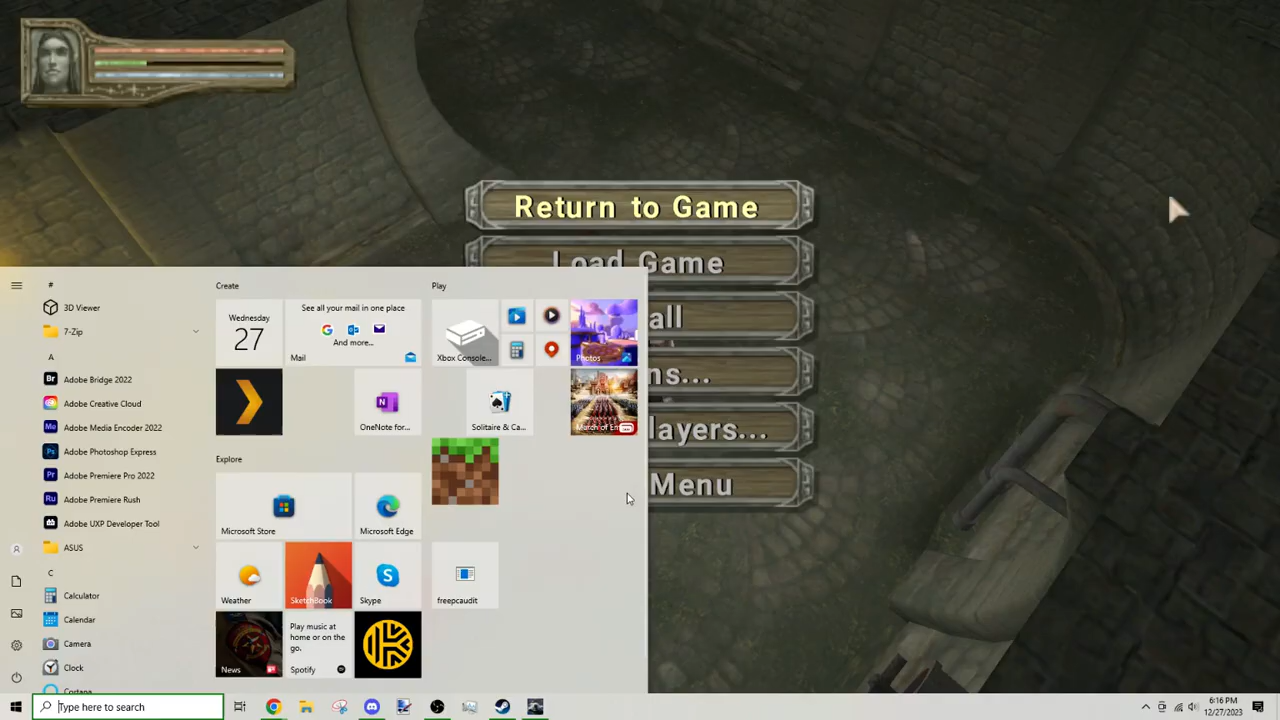 Return to Game
Load Game
all
ns...
layers...
Menu
#
3D Viewer
7-Zip
A
Adobe Bridge 2022
Adobe Creative Cloud
Adobe Media Encoder 2022
Adobe Photoshop Express
Adobe Premiere Pro 2022
Adobe Premiere Rush
Adobe UXP Developer Tool
ASUS
C
Calculator
Calendar
Camera
Clock
Cortana
Create
Wednesday
27
See all your mail in one place
And more...
Mail
OneNote for...
Explore
Microsoft Store
Microsoft Edge
Weather
SketchBook
Skype
News
Play music at home or on the go.
Spotify
Play
Xbox Console...
Photos
Solitaire & Ca...
March of Em...
freepcaudit
Type here to search
6:16 PM
12/27/2023